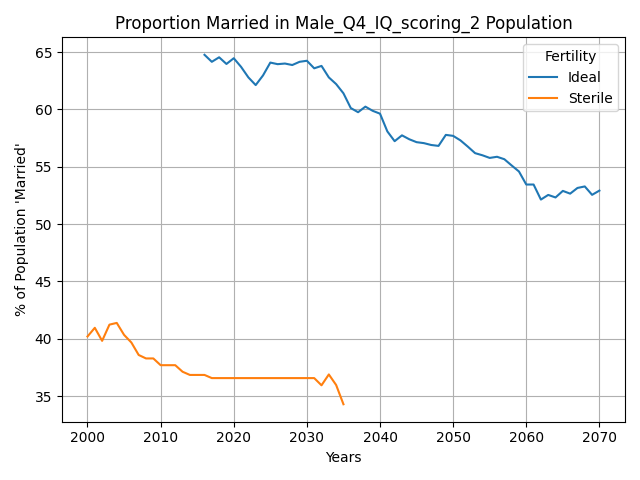 Proportion Married in Male_Q4_IQ_scoring_2 Population
% of Population 'Married'
65
60
55
50
45
40
35
Fertility
Ideal
Sterile
2000 2010 2020 2030 2040 2050 2060 2070
Years